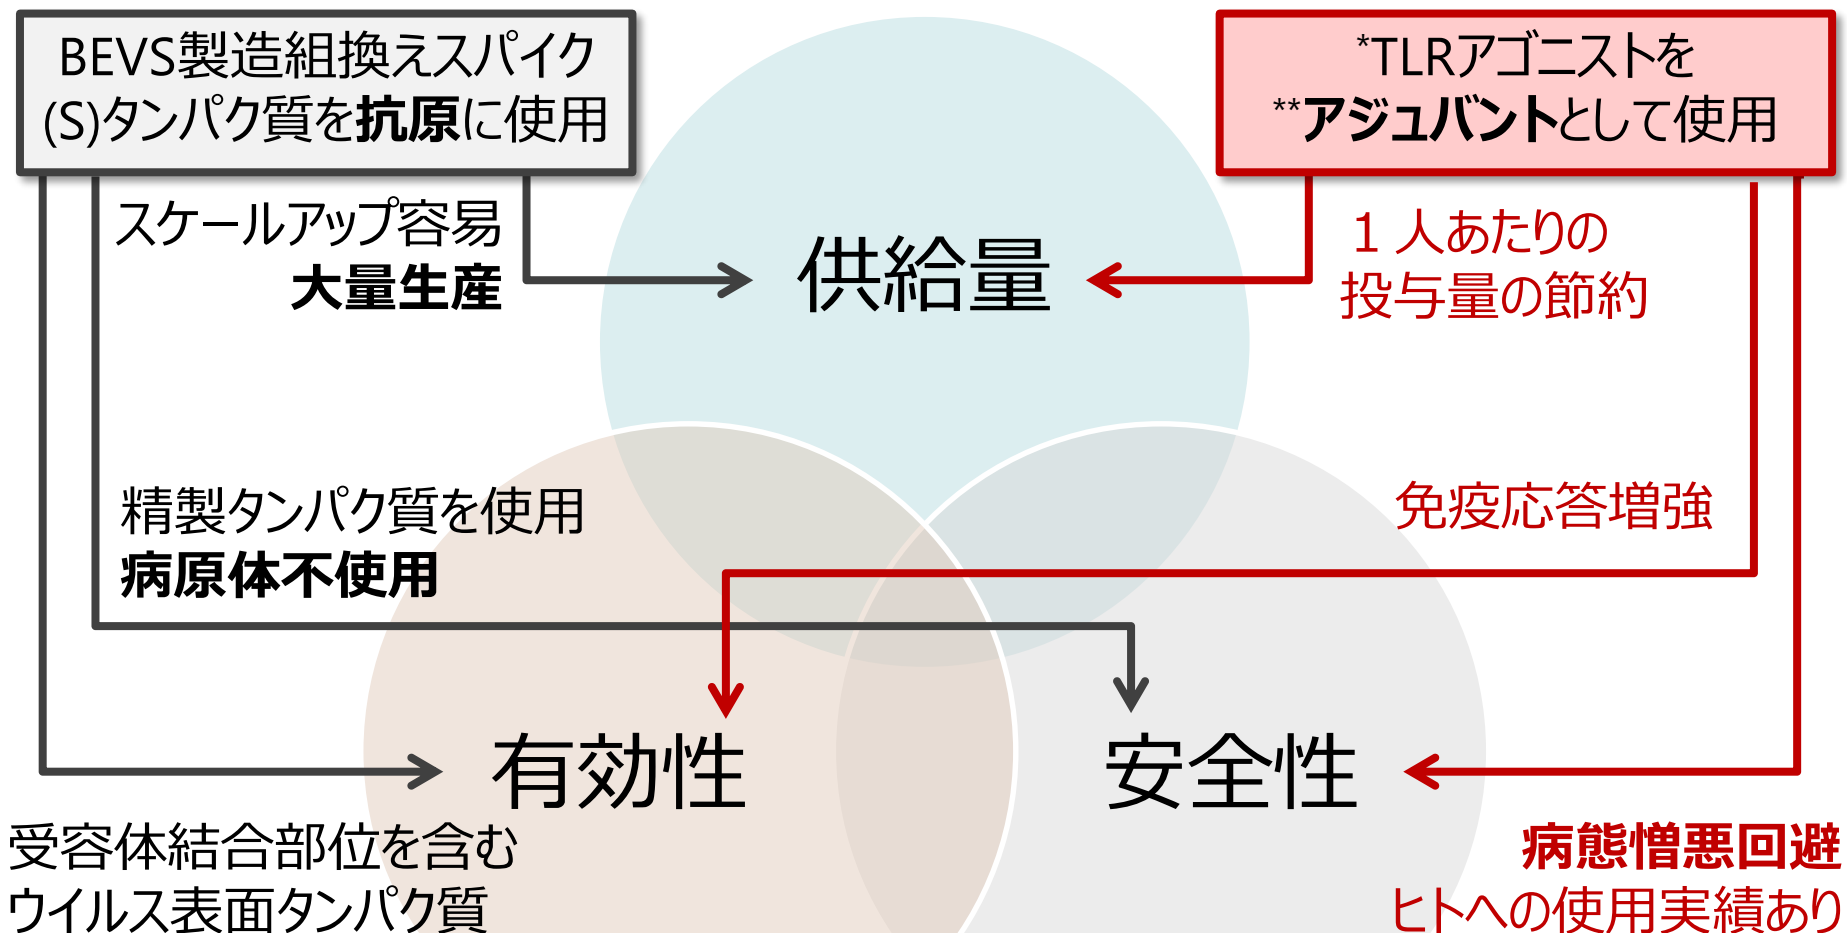 BEVS製造組換えスパイク
(S)タンパク質を抗原に使用
*TLRアゴニストを
**アジュバントとして使用
スケールアップ容易
大量生産
供給量
1 人あたりの
投与量の節約
精製タンパク質を使用
病原体不使用
免疫応答増強
有効性
安全性
受容体結合部位を含む
ウイルス表面タンパク質
病態憎悪回避
ヒトへの使用実績あり